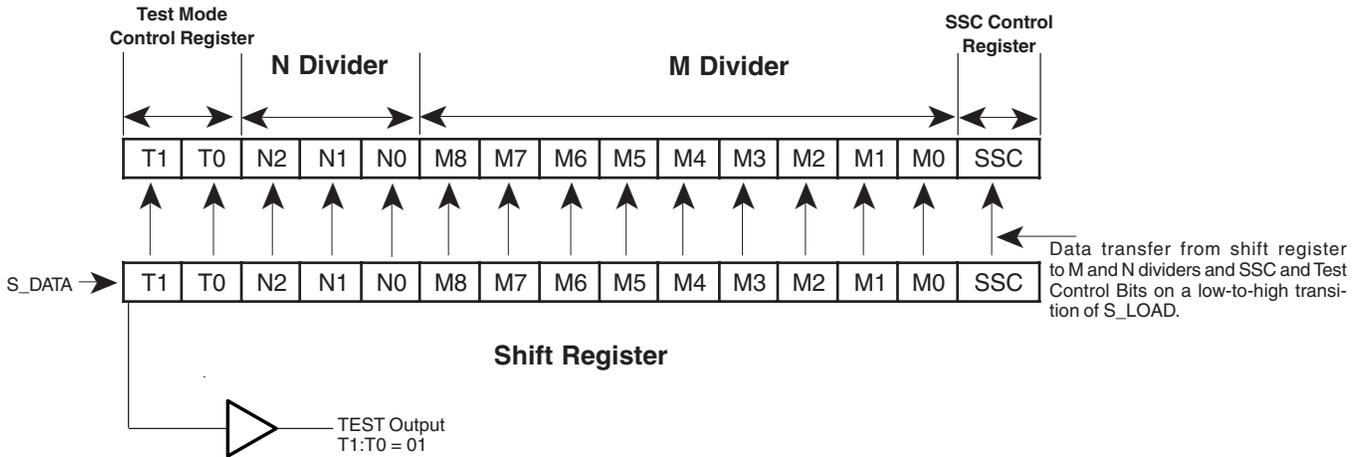 Test Mode
Control Register
SSC Control
Register
N Divider
M Divider
T1 T0 N2 N1 N0 M8 M7 M6 M5 M4 M3 M2 M1 M0 SSC
S_DATA
T1 T0 N2 N1 N0 M8 M7 M6 M5 M4 M3 M2 M1 M0 SSC
Data transfer from shift register
to M and N dividers and SSC and Test
Control Bits on a low-to-high transi-
tion of S_LOAD.
Shift Register
TEST Output
T1:T0 = 01